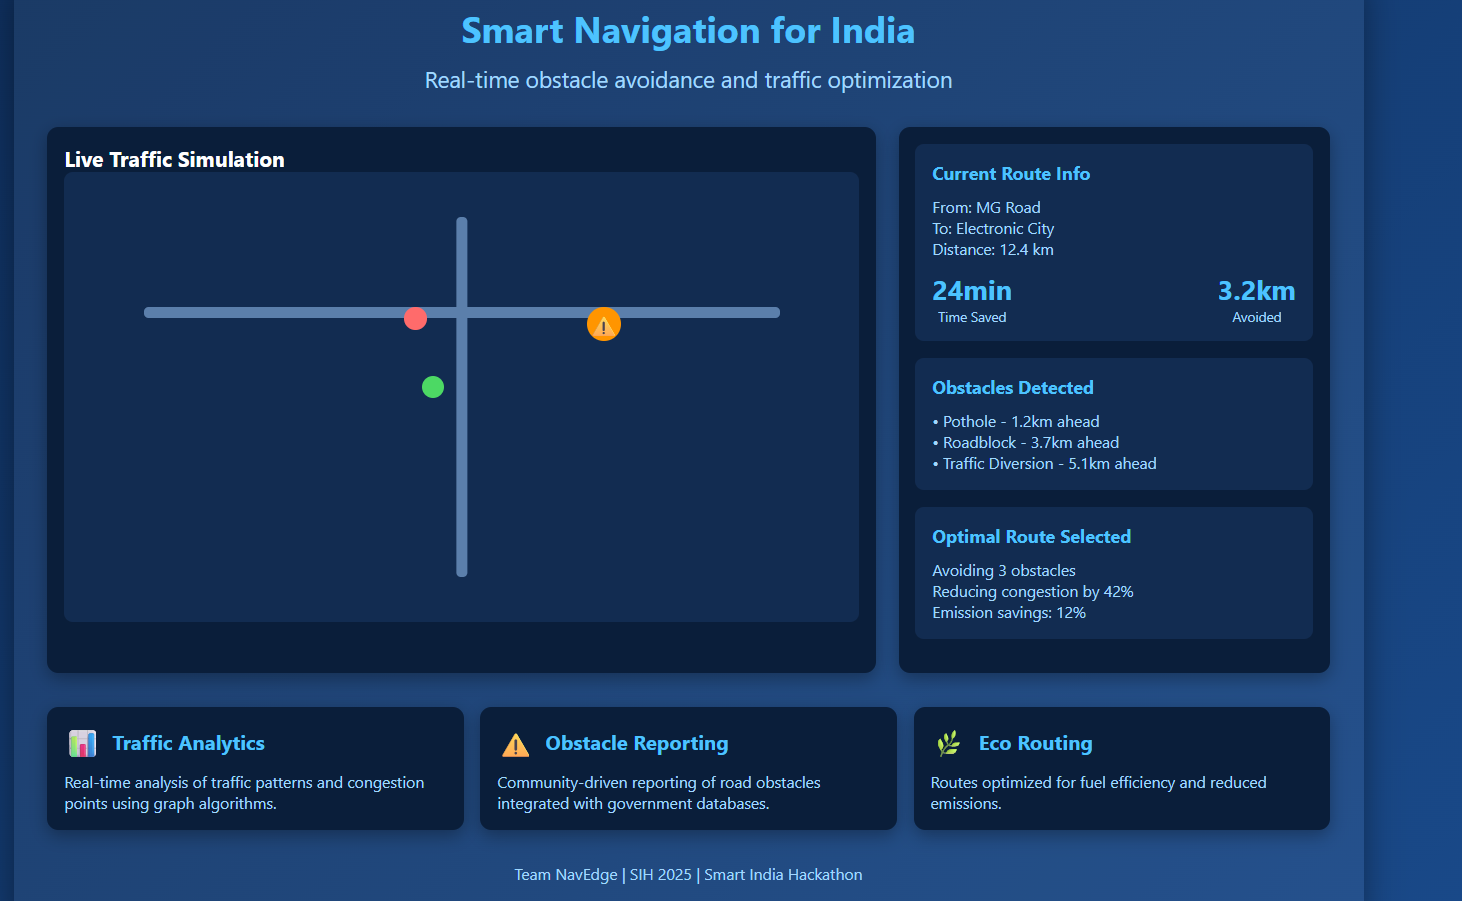 Smart Navigation for India
Real-time obstacle avoidance and traffic optimization
Live Traffic Simulation
Current Route Info
From: MG Road
To: Electronic City
Distance: 12.4 km
24min
Time Saved
3.2km
Avoided
Obstacles Detected
• Pothole - 1.2km ahead
• Roadblock - 3.7km ahead
• Traffic Diversion - 5.1km ahead
Optimal Route Selected
Avoiding 3 obstacles
Reducing congestion by 42%
Emission savings: 12%
Traffic Analytics
Real-time analysis of traffic patterns and congestion
points using graph algorithms.
Obstacle Reporting
Community-driven reporting of road obstacles
integrated with government databases.
Eco Routing
Routes optimized for fuel efficiency and reduced
emissions.
Team NavEdge | SIH 2025 | Smart India Hackathon